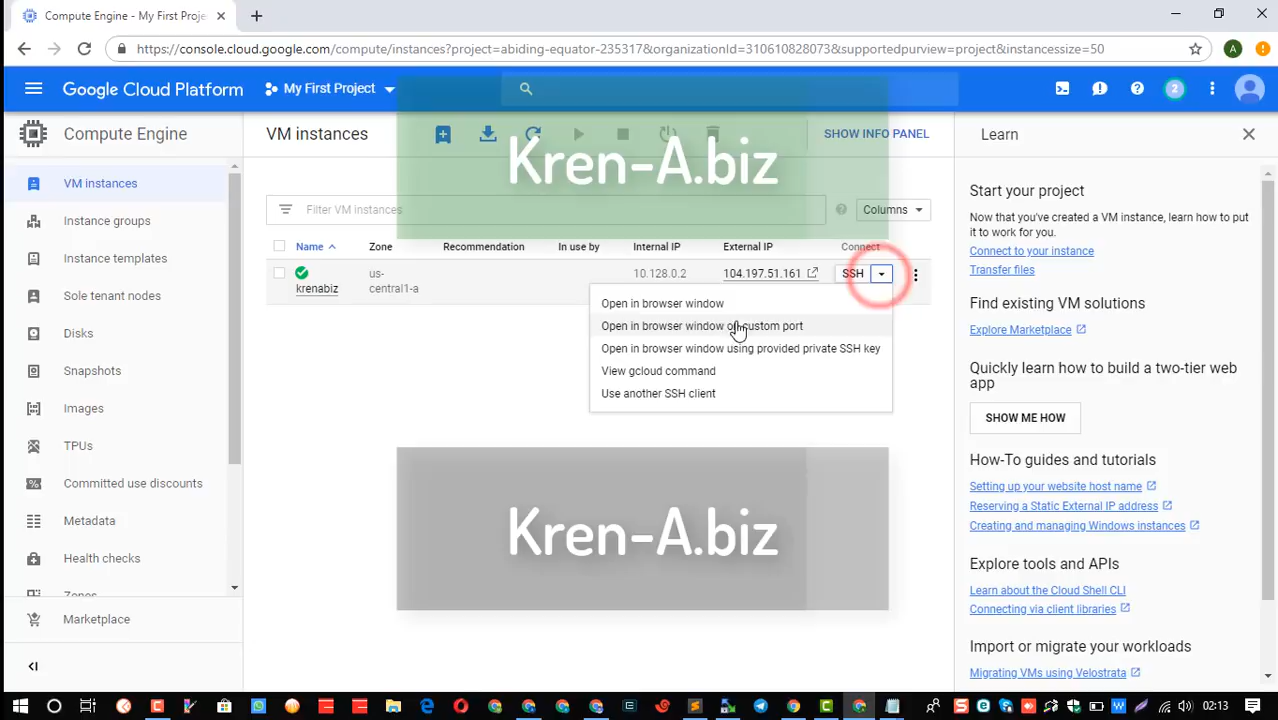 Compute Engine - My First Project
https://console.cloud.google.com/compute/instances?project=abiding-equator-235317&organizationId=310610828073&supportedpurview=project&instancessize=50
A
Google Cloud Platform
My First Project
2
Compute Engine
VM instances
SHOW INFO PANEL
Learn
Kren-A.biz
VM instances
Instance groups
Instance templates
Sole tenant nodes
Disks
Snapshots
Images
TPUs
Committed use discounts
Metadata
Health checks
Zones
Marketplace
Filter VM instances
Columns
Name
Zone
Recommendation
In use by
Internal IP
External IP
Connect
krenabiz
us-
central1-a
10.128.0.2
104.197.51.161
SSH
Open in browser window
Open in browser window on custom port
Open in browser window using provided private SSH key
View gcloud command
Use another SSH client
Kren-A.biz
Start your project
Now that you've created a VM instance, learn how to put
it to work for you.
Connect to your instance
Transfer files
Find existing VM solutions
Explore Marketplace
Quickly learn how to build a two-tier web
app
SHOW ME HOW
How-To guides and tutorials
Setting up your website host name
Reserving a Static External IP address
Creating and managing Windows instances
Explore tools and APIs
Learn about the Cloud Shell CLI
Connecting via client libraries
Import or migrate your workloads
Migrating VMs using Velostrata
02:13